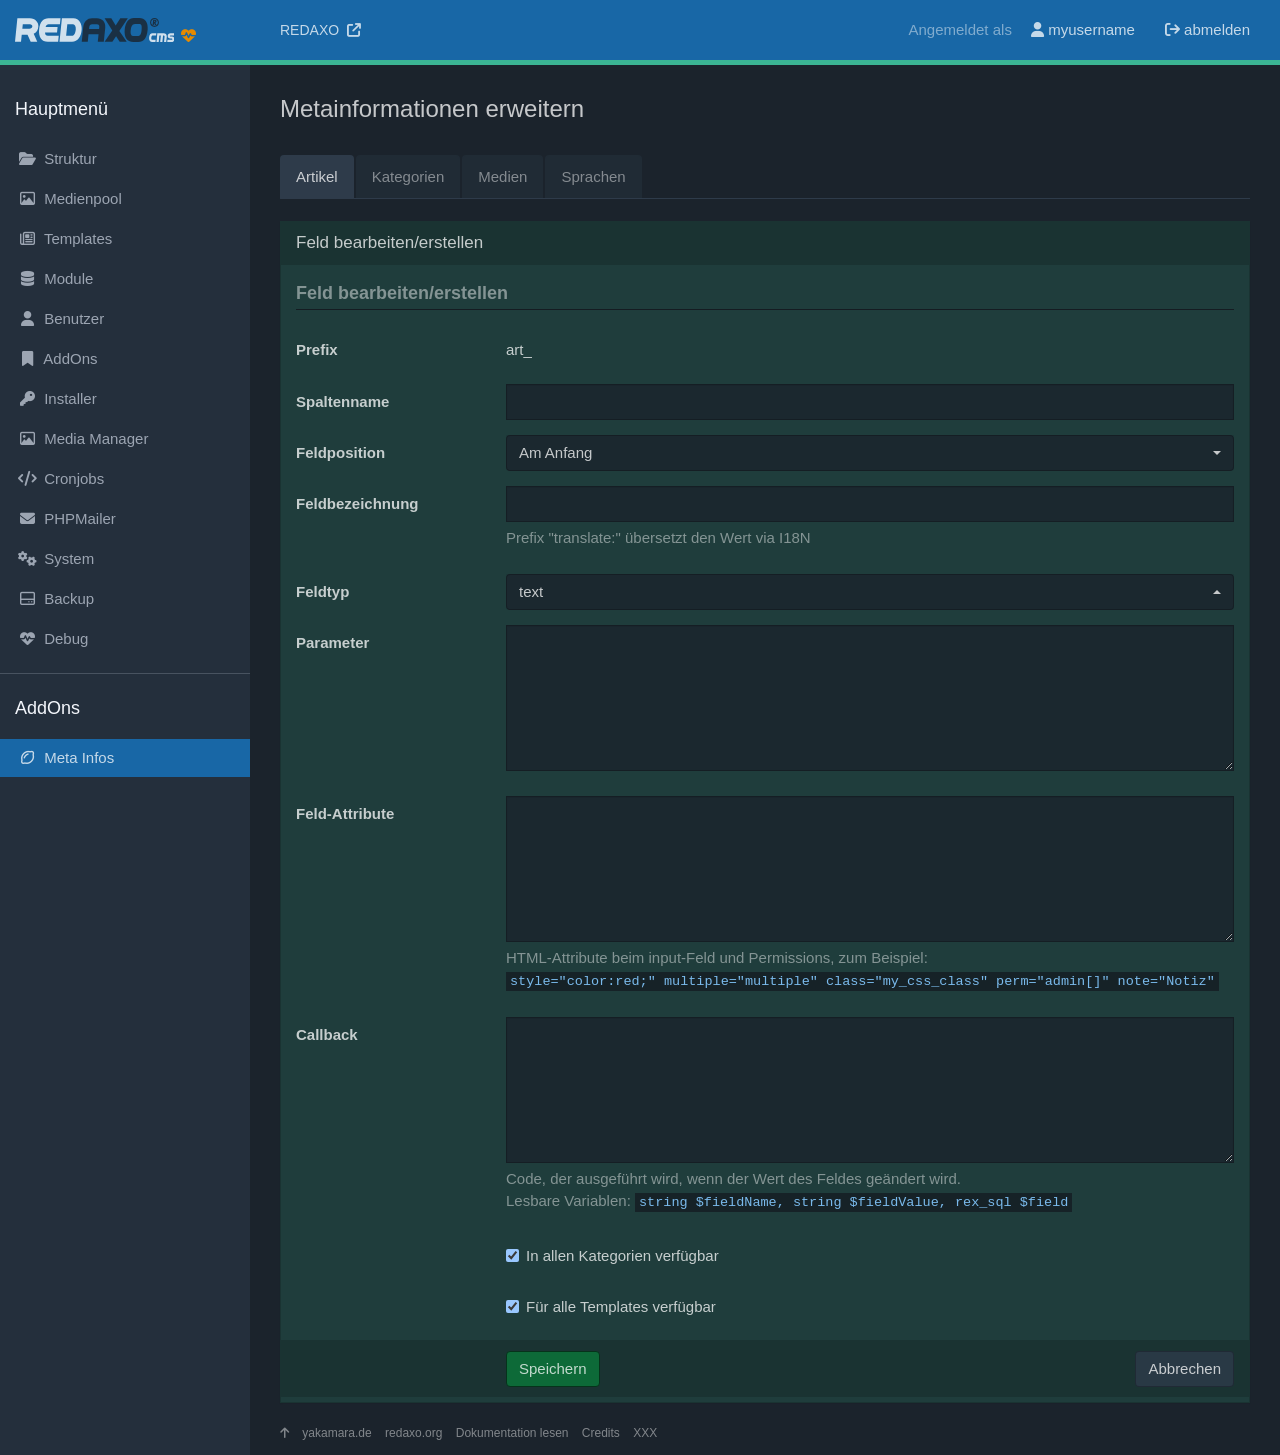 REDAXO® cms
REDAXO
Angemeldet als myusername abmelden
Hauptmenü
Struktur
Medienpool
Templates
Module
Benutzer
AddOns
Installer
Media Manager
Cronjobs
PHPMailer
System
Backup
Debug
AddOns
Meta Infos
Metainformationen erweitern
Artikel Kategorien Medien Sprachen
Feld bearbeiten/erstellen
Feld bearbeiten/erstellen
Prefix art_
Spaltenname
Feldposition Am Anfang
Feldbezeichnung
Prefix "translate:" übersetzt den Wert via I18N
Feldtyp text
Parameter
Feld-Attribute
HTML-Attribute beim input-Feld und Permissions, zum Beispiel:
style="color:red;" multiple="multiple" class="my_css_class" perm="admin[]" note="Notiz"
Callback
Code, der ausgeführt wird, wenn der Wert des Feldes geändert wird.
Lesbare Variablen: string $fieldName, string $fieldValue, rex_sql $field
In allen Kategorien verfügbar
Für alle Templates verfügbar
Speichern Abbrechen
yakamara.de redaxo.org Dokumentation lesen Credits XXX